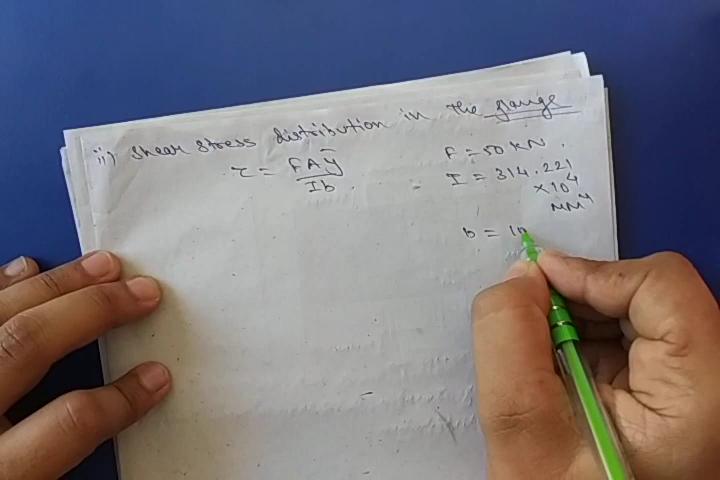 ii) Shear stress distribution in the flange
τ = FAȳ / Ib
F = 50 KN .
I = 314.221
× 10⁴
MM⁴
b = 10